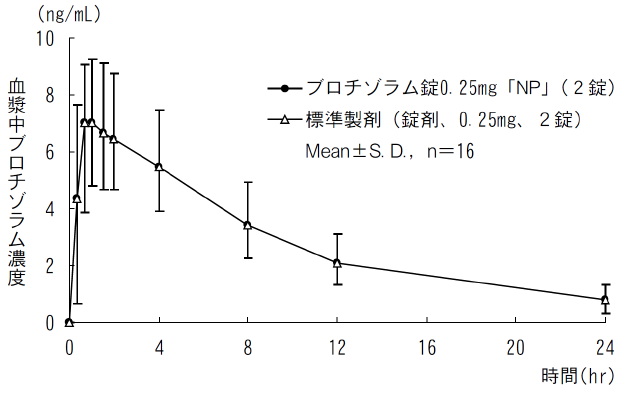 (ng/mL)
10
8
6
4
2
0
血漿中ブロチゾラム濃度
ブロチゾラム錠0.25mg「NP」(2錠)
標準製剤(錠剤、0.25mg、2錠)
Mean±S.D., n=16
0 4 8 12 16 20 24
時間(hr)